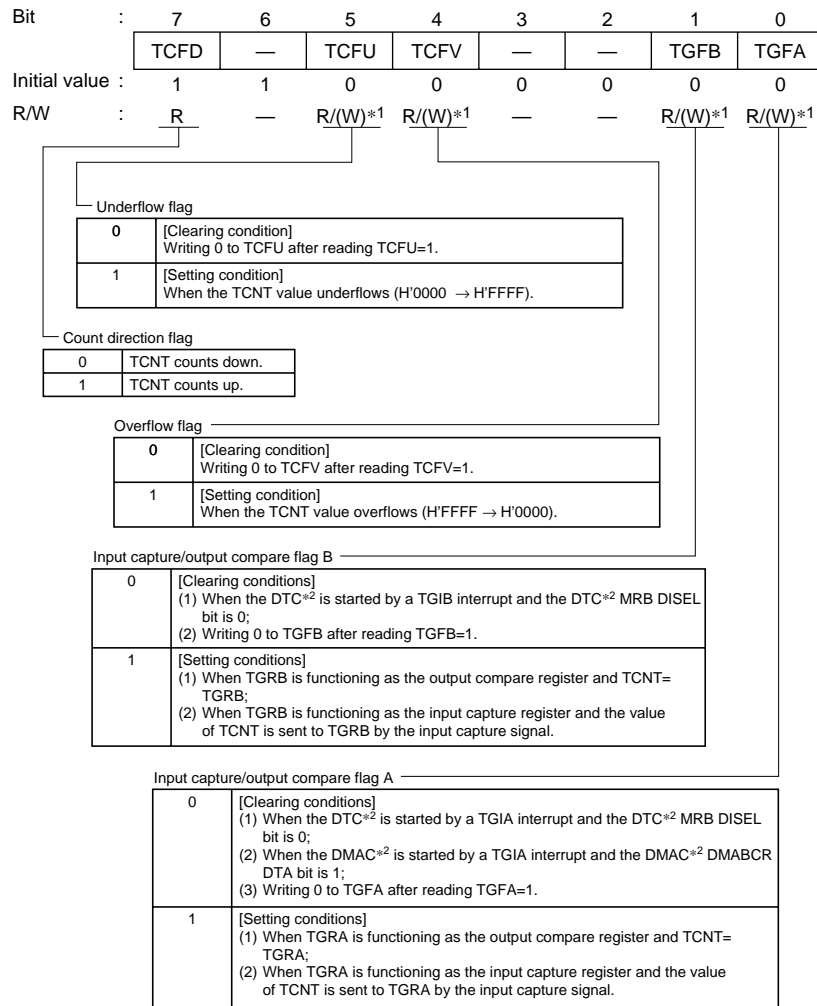 Bit : 7 6 5 4 3 2 1 0
TCFD — TCFU TCFV — — TGFB TGFA
Initial value : 1 1 0 0 0 0 0 0
R/W : R — R/(W)*1 R/(W)*1 — — R/(W)*1 R/(W)*1
Underflow flag
0 [Clearing condition]
Writing 0 to TCFU after reading TCFU=1.
1 [Setting condition]
When the TCNT value underflows (H'0000 → H'FFFF).
Count direction flag
0 TCNT counts down.
1 TCNT counts up.
Overflow flag
0 [Clearing condition]
Writing 0 to TCFV after reading TCFV=1.
1 [Setting condition]
When the TCNT value overflows (H'FFFF → H'0000).
Input capture/output compare flag B
0 [Clearing conditions]
(1) When the DTC*2 is started by a TGIB interrupt and the DTC*2 MRB DISEL
bit is 0;
(2) Writing 0 to TGFB after reading TGFB=1.
1 [Setting conditions]
(1) When TGRB is functioning as the output compare register and TCNT=
TGRB;
(2) When TGRB is functioning as the input capture register and the value
of TCNT is sent to TGRB by the input capture signal.
Input capture/output compare flag A
0 [Clearing conditions]
(1) When the DTC*2 is started by a TGIA interrupt and the DTC*2 MRB DISEL
bit is 0;
(2) When the DMAC*2 is started by a TGIA interrupt and the DMAC*2 DMABCR
DTA bit is 1;
(3) Writing 0 to TGFA after reading TGFA=1.
1 [Setting conditions]
(1) When TGRA is functioning as the output compare register and TCNT=
TGRA;
(2) When TGRA is functioning as the input capture register and the value
of TCNT is sent to TGRA by the input capture signal.